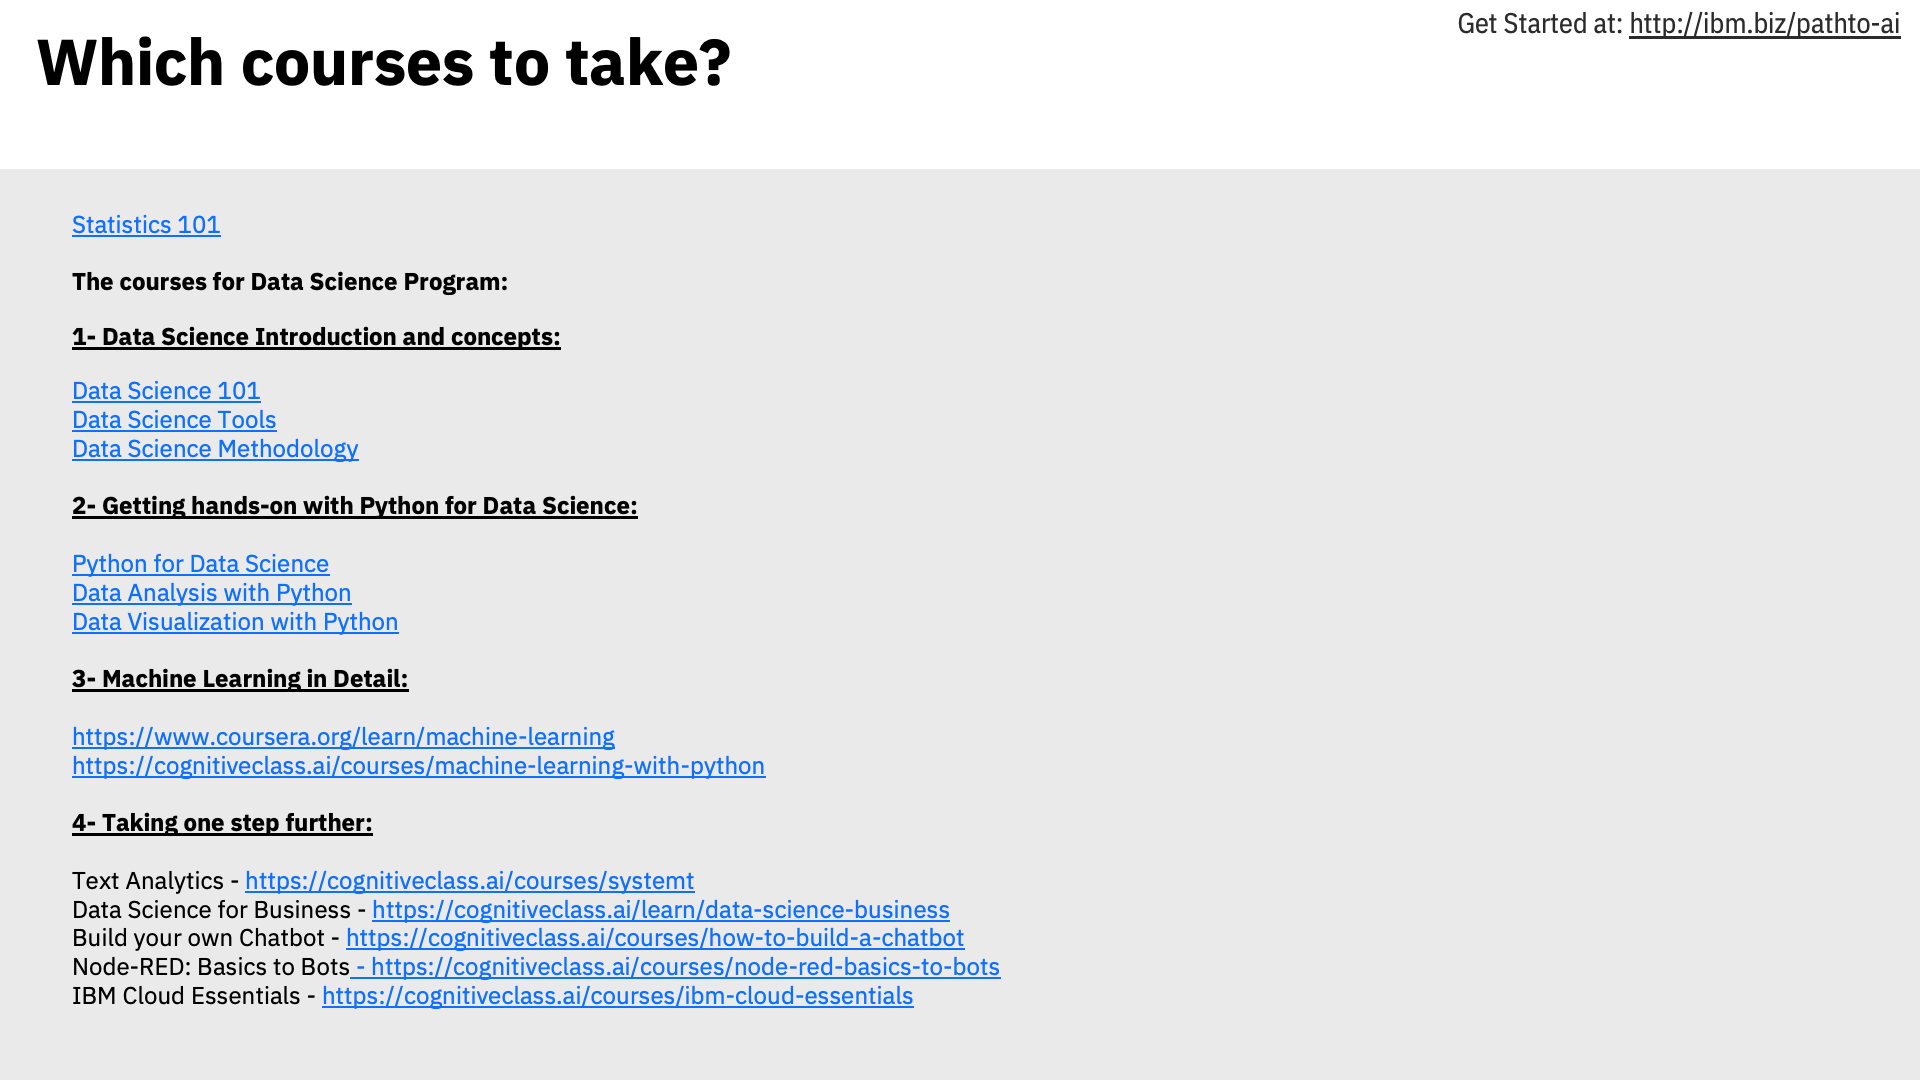 Get Started at: http://ibm.biz/pathto-ai
Which courses to take?
Statistics 101
The courses for Data Science Program:
1- Data Science Introduction and concepts:
Data Science 101
Data Science Tools
Data Science Methodology
2- Getting hands-on with Python for Data Science:
Python for Data Science
Data Analysis with Python
Data Visualization with Python
3- Machine Learning in Detail:
https://www.coursera.org/learn/machine-learning
https://cognitiveclass.ai/courses/machine-learning-with-python
4- Taking one step further:
Text Analytics - https://cognitiveclass.ai/courses/systemt
Data Science for Business - https://cognitiveclass.ai/learn/data-science-business
Build your own Chatbot - https://cognitiveclass.ai/courses/how-to-build-a-chatbot
Node-RED: Basics to Bots - https://cognitiveclass.ai/courses/node-red-basics-to-bots
IBM Cloud Essentials - https://cognitiveclass.ai/courses/ibm-cloud-essentials